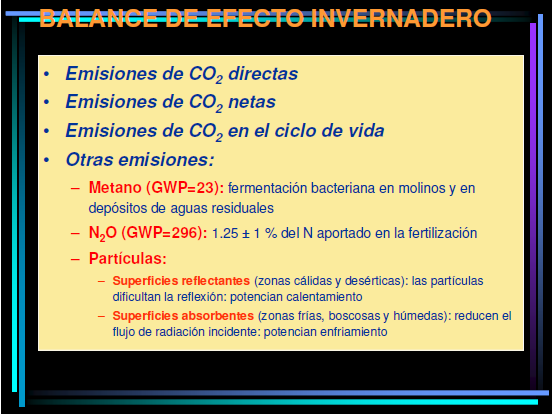 BALANCE DE EFECTO INVERNADERO
• Emisiones de CO2 directas
• Emisiones de CO2 netas
• Emisiones de CO2 en el ciclo de vida
• Otras emisiones:
– Metano (GWP=23): fermentación bacteriana en molinos y en
depósitos de aguas residuales
– N2O (GWP=296): 1.25 ± 1 % del N aportado en la fertilización
– Partículas:
– Superficies reflectantes (zonas cálidas y desérticas): las partículas
dificultan la reflexión: potencian calentamiento
– Superficies absorbentes (zonas frías, boscosas y húmedas): reducen el
flujo de radiación incidente: potencian enfriamiento